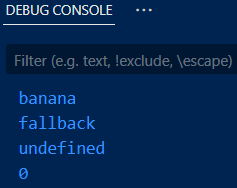 DEBUG CONSOLE ...
Filter (e.g. text, !exclude, \escape)
banana
fallback
undefined
0